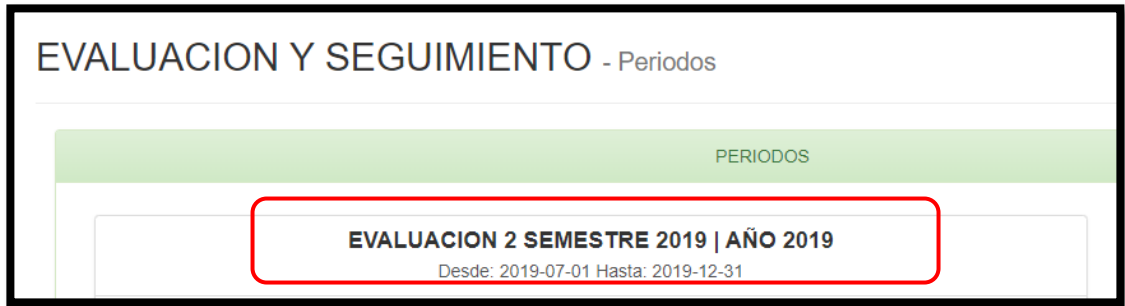 EVALUACION Y SEGUIMIENTO - Periodos
PERIODOS
EVALUACION 2 SEMESTRE 2019 | AÑO 2019
Desde: 2019-07-01 Hasta: 2019-12-31